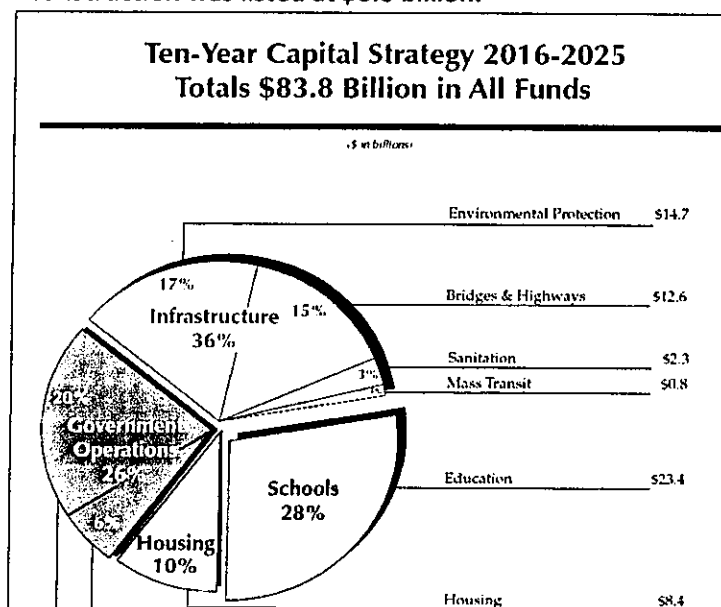 Ten-Year Capital Strategy 2016-2025
Totals $83.8 Billion in All Funds
($ in billions)
Environmental Protection $14.7
17%
15%
Bridges & Highways $12.6
Infrastructure
36%
Sanitation $2.3
3%
Mass Transit $0.8
20%
Government
Operations
26%
Schools
28%
Education $23.4
6%
Housing
10%
Housing $8.4